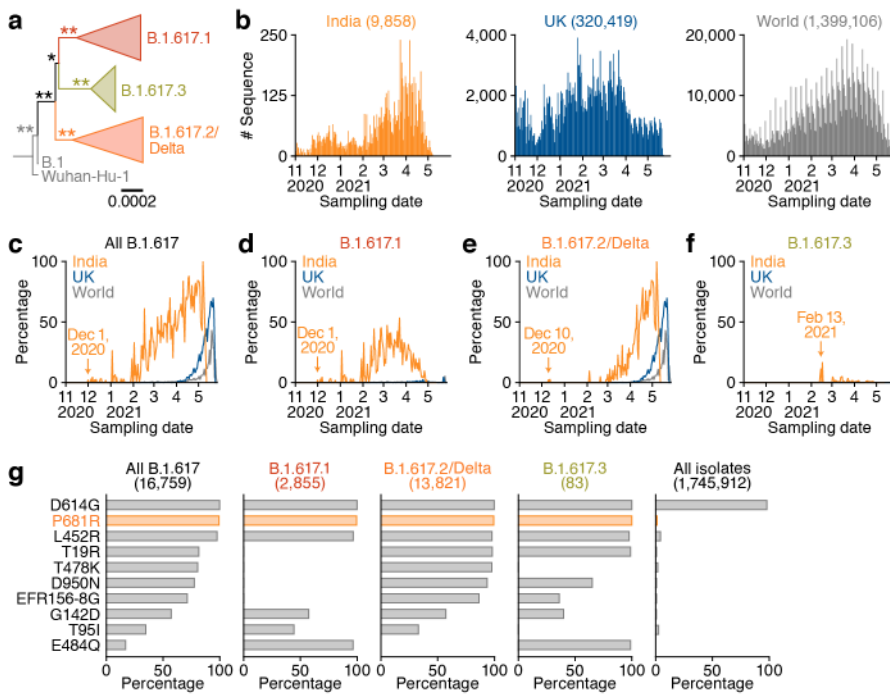 a
**
B.1.617.1
*
**
B.1.617.3
**
**
**
B.1.617.2/
Delta
B.1
Wuhan-Hu-1
0.0002
b
India (9,858)
# Sequence
250
125
0
11 12 1 2 3 4 5
2020 2021
Sampling date
UK (320,419)
4,000
2,000
0
11 12 1 2 3 4 5
2020 2021
Sampling date
World (1,399,106)
20,000
10,000
0
11 12 1 2 3 4 5
2020 2021
Sampling date
c
All B.1.617
Percentage
100
50
0
India
UK
World
Dec 1,
2020
11 12 1 2 3 4 5
2020 2021
Sampling date
d
B.1.617.1
Percentage
100
50
0
India
UK
World
Dec 1,
2020
11 12 1 2 3 4 5
2020 2021
Sampling date
e
B.1.617.2/Delta
Percentage
100
50
0
India
UK
World
Dec 10,
2020
11 12 1 2 3 4 5
2020 2021
Sampling date
f
B.1.617.3
Percentage
100
50
0
India
UK
World
Feb 13,
2021
11 12 1 2 3 4 5
2020 2021
Sampling date
g
All B.1.617
(16,759)
B.1.617.1
(2,855)
B.1.617.2/Delta
(13,821)
B.1.617.3
(83)
All isolates
(1,745,912)
D614G
P681R
L452R
T19R
T478K
D950N
EFR156-8G
G142D
T95I
E484Q
0 50 100
Percentage
0 50 100
Percentage
0 50 100
Percentage
0 50 100
Percentage
0 50 100
Percentage